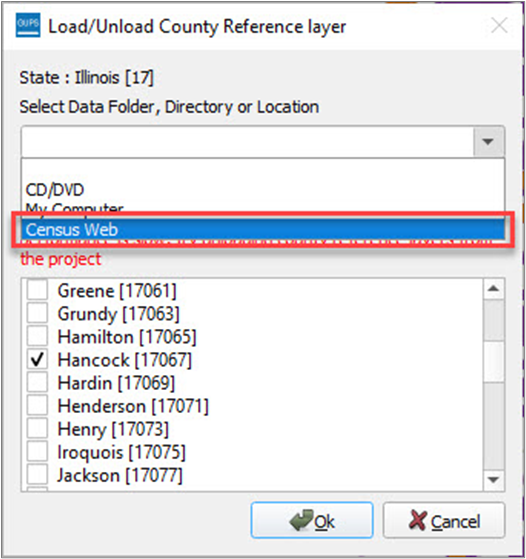 GUPS Load/Unload County Reference layer
State : Illinois [17]
Select Data Folder, Directory or Location
CD/DVD
My Computer
Census Web
the project
Greene [17061]
Grundy [17063]
Hamilton [17065]
Hancock [17067]
Hardin [17069]
Henderson [17071]
Henry [17073]
Iroquois [17075]
Jackson [17077]
Ok
Cancel